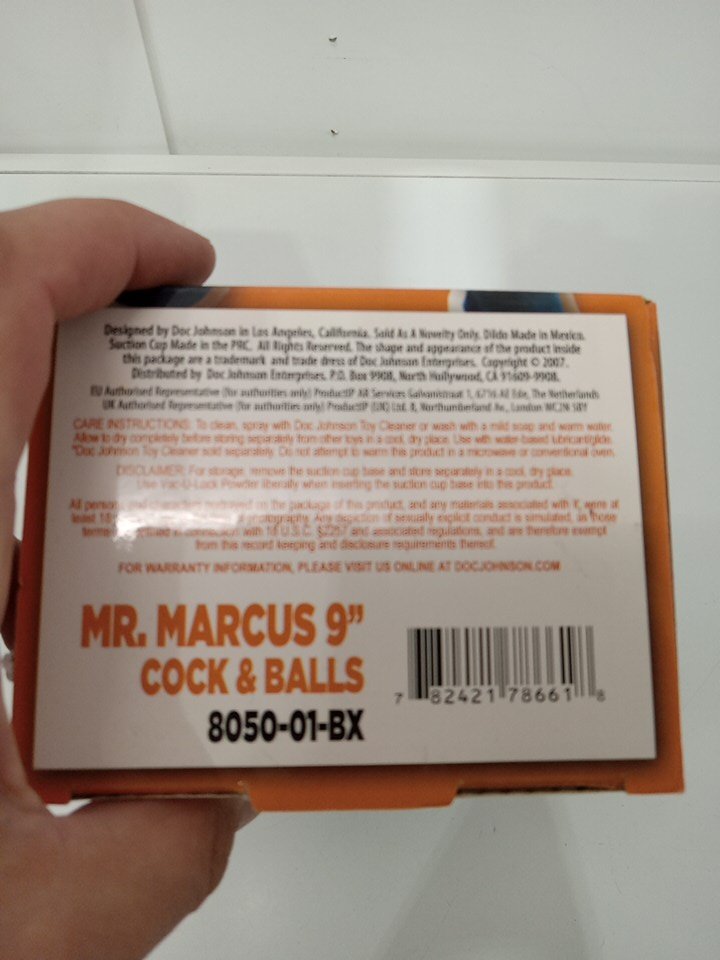 Designed by Doc Johnson in Los Angeles, California. Sold As A Novelty Only. Dildo Made in Mexico.
Suction Cup Made in the PRC. All Rights Reserved. The shape and appearance of the product inside
this package are a trademark and trade dress of Doc Johnson Enterprises. Copyright © 2007.
Distributed by Doc Johnson Enterprises, P.O. Box 9908, North Hollywood, CA 91609-9908.
EU Authorised Representative (for authorities only) ProductIP AR Services Galvanistraat 1, 6716 AE Ede, The Netherlands
UK Authorised Representative (for authorities only) ProductIP (UK) Ltd. 8, Northumberland Av., London WC2N 5BY
CARE INSTRUCTIONS: To clean, spray with Doc Johnson Toy Cleaner or wash with a mild soap and warm water.
Allow to dry completely before storing separately from other toys in a cool, dry place. Use with water-based lubricant/glide.
*Doc Johnson Toy Cleaner sold separately. Do not attempt to warm this product in a microwave or conventional oven.
DISCLAIMER: For storage, remove the suction cup base and store separately in a cool, dry place.
Use Vac-U-Lock Powder liberally when inserting the suction cup base into this product.
All persons and characters portrayed on the package of this product, and any materials associated with it, were at
least 18 photography. Any depiction of sexually explicit conduct is simulated, as those
terms in connection with 18 U.S.C. §2257 and associated regulations, and are therefore exempt
from this record keeping and disclosure requirements thereof.
FOR WARRANTY INFORMATION, PLEASE VISIT US ONLINE AT DOCJOHNSON.COM
MR. MARCUS 9”
COCK & BALLS
8050-01-BX
7 82421 78661 8